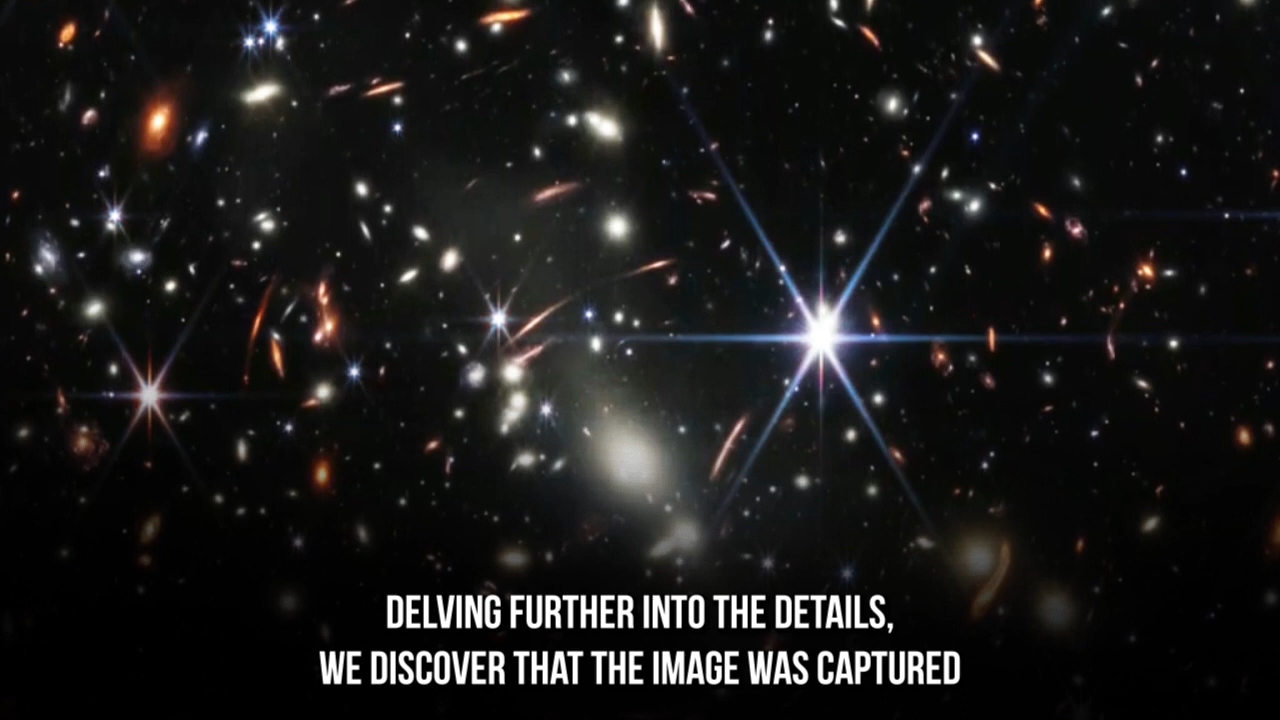 DELVING FURTHER INTO THE DETAILS,
WE DISCOVER THAT THE IMAGE WAS CAPTURED